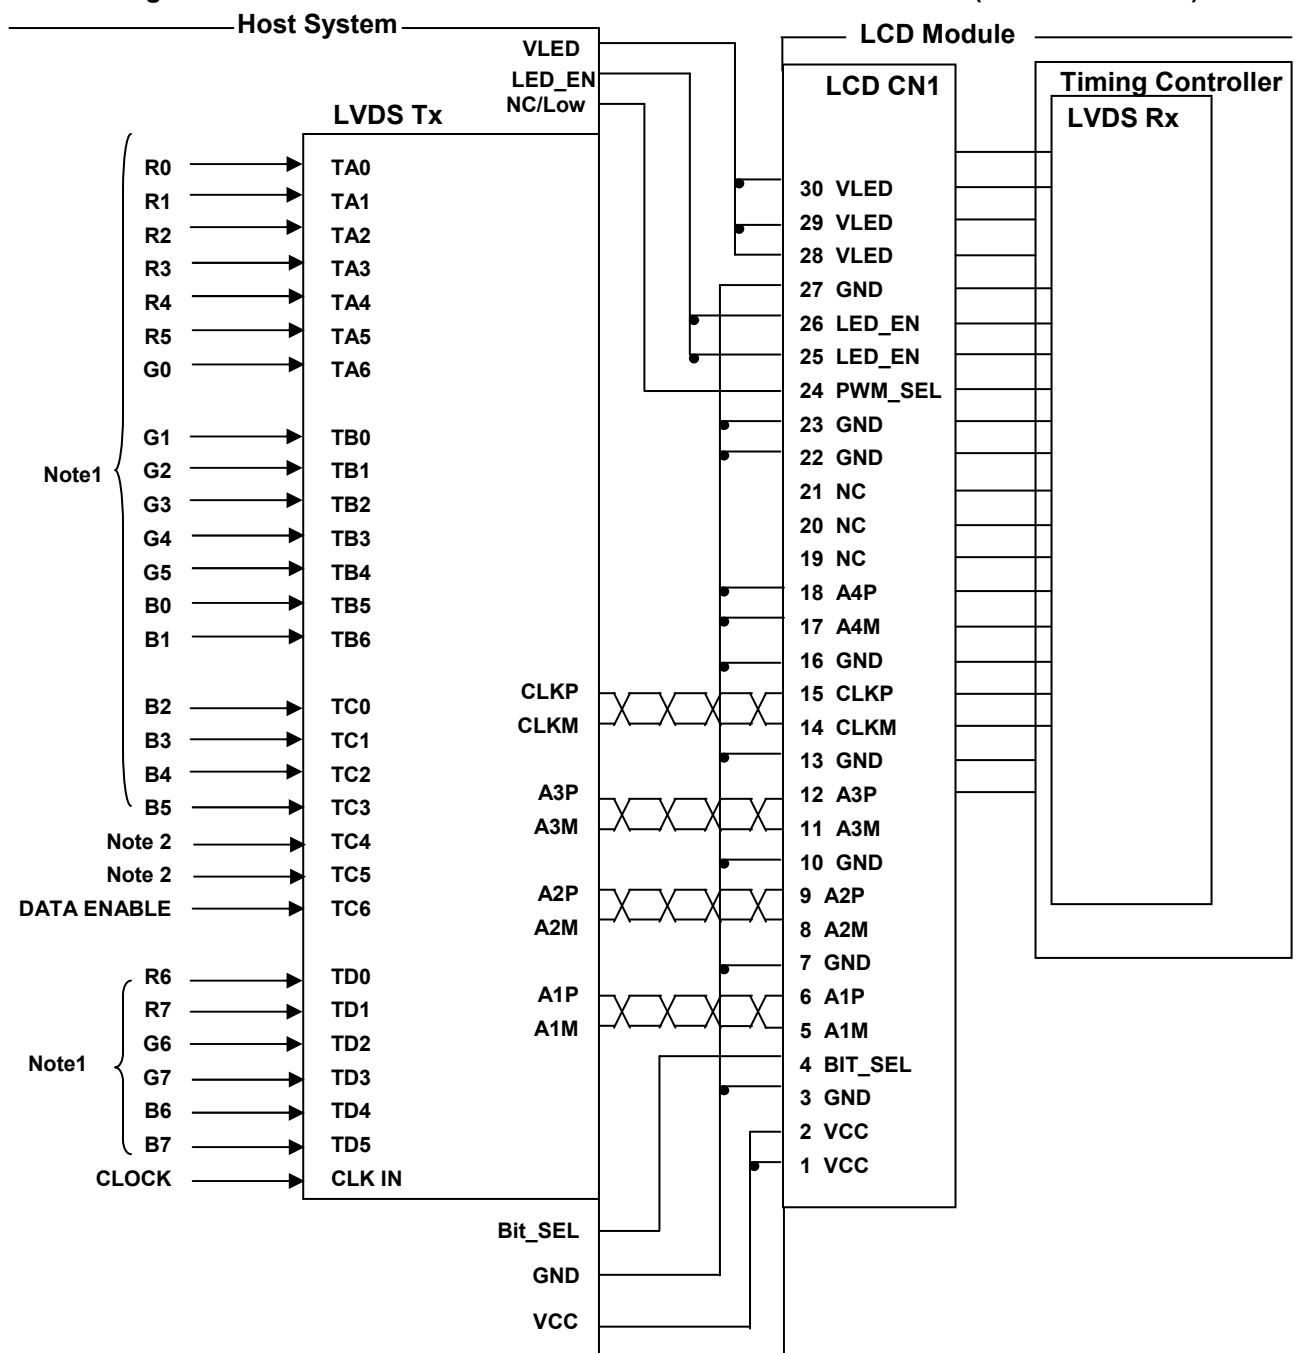 Host System
LCD Module
VLED
LED_EN
NC/Low
LVDS Tx
LCD CN1
Timing Controller
LVDS Rx
R0 TA0
R1 TA1
R2 TA2
R3 TA3
R4 TA4
R5 TA5
G0 TA6
Note1
G1 TB0
G2 TB1
G3 TB2
G4 TB3
G5 TB4
B0 TB5
B1 TB6
B2 TC0
B3 TC1
B4 TC2
B5 TC3
Note 2 TC4
Note 2 TC5
DATA ENABLE TC6
Note1
R6 TD0
R7 TD1
G6 TD2
G7 TD3
B6 TD4
B7 TD5
CLOCK CLK IN
CLKP
CLKM
A3P
A3M
A2P
A2M
A1P
A1M
Bit_SEL
GND
VCC
30 VLED
29 VLED
28 VLED
27 GND
26 LED_EN
25 LED_EN
24 PWM_SEL
23 GND
22 GND
21 NC
20 NC
19 NC
18 A4P
17 A4M
16 GND
15 CLKP
14 CLKM
13 GND
12 A3P
11 A3M
10 GND
9 A2P
8 A2M
7 GND
6 A1P
5 A1M
4 BIT_SEL
3 GND
2 VCC
1 VCC